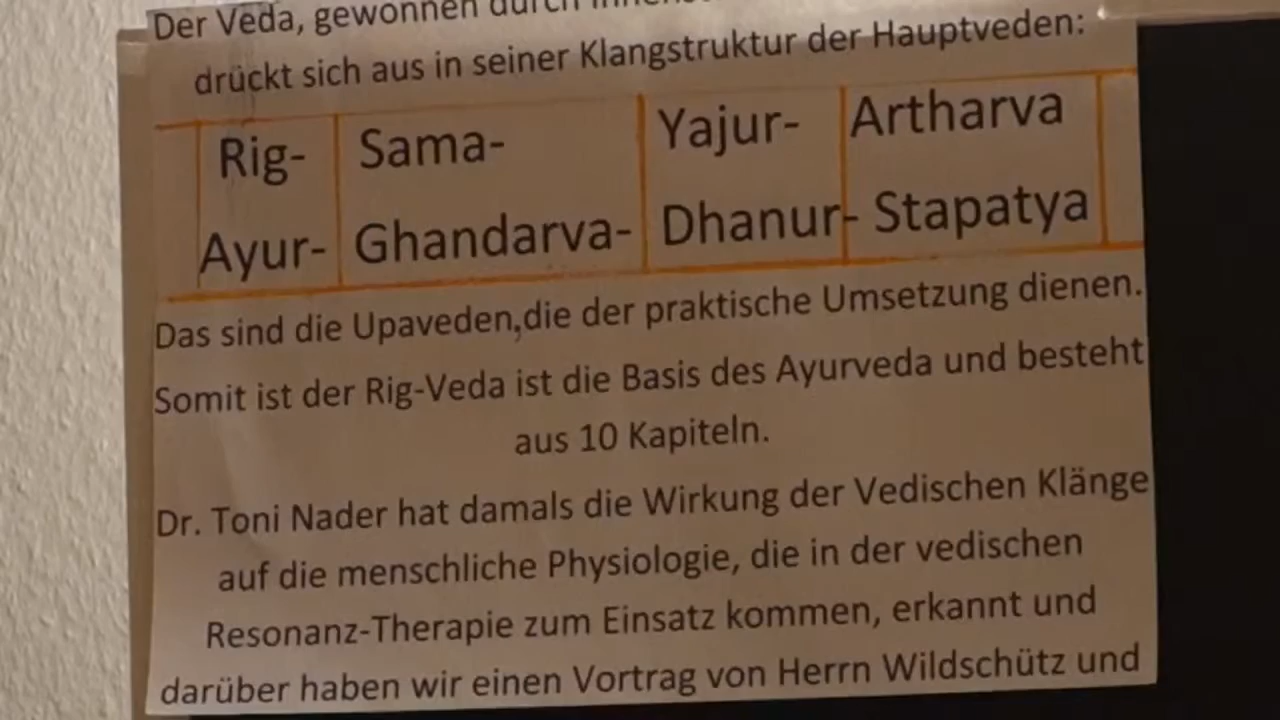 Der Veda, gewonnen durch
drückt sich aus in seiner Klangstruktur der Hauptveden:
Rig- Sama- Yajur- Artharva
Ayur- Ghandarva- Dhanur- Stapatya
Das sind die Upaveden,die der praktische Umsetzung dienen.
Somit ist der Rig-Veda ist die Basis des Ayurveda und besteht
aus 10 Kapiteln.
Dr. Toni Nader hat damals die Wirkung der Vedischen Klänge
auf die menschliche Physiologie, die in der vedischen
Resonanz-Therapie zum Einsatz kommen, erkannt und
darüber haben wir einen Vortrag von Herrn Wildschütz und